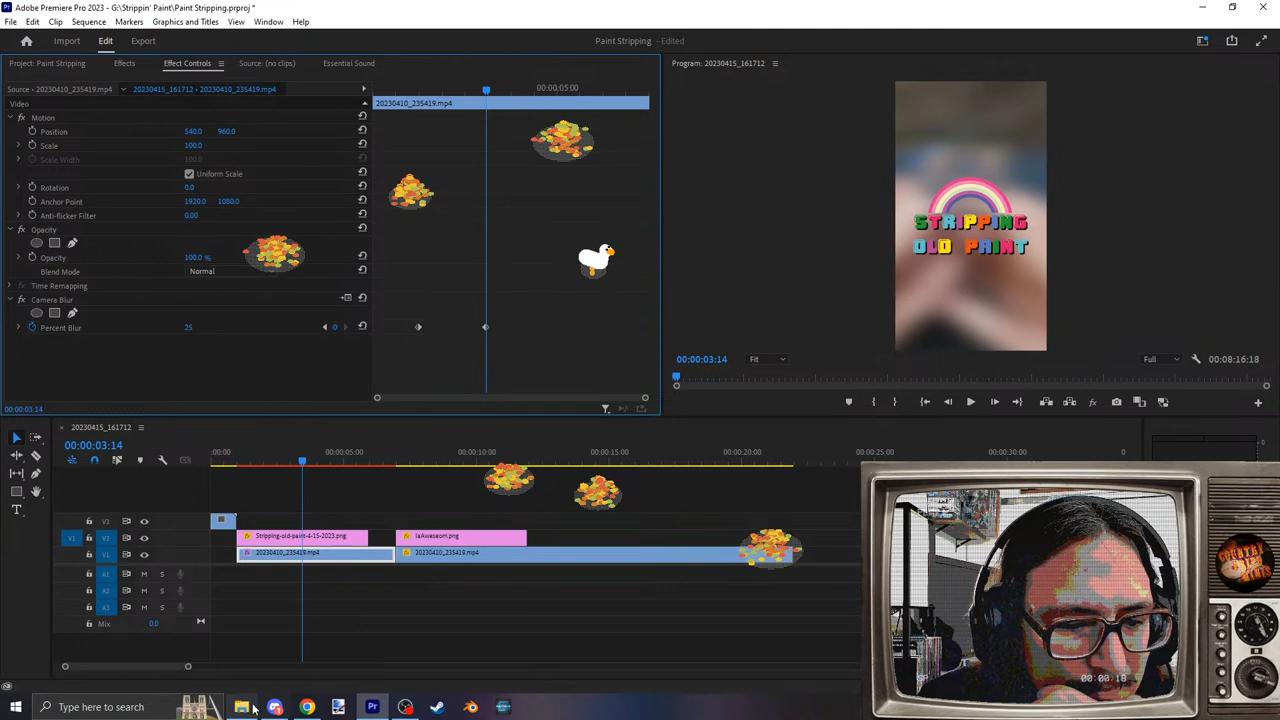 Adobe Premiere Pro 2023 - G:\Strippin' Paint\Paint Stripping.prproj *
File Edit Clip Sequence Markers Graphics and Titles View Window Help
Import Edit Export
Paint Stripping - Edited
Project: Paint Stripping Effects Effect Controls Source: (no clips) Essential Sound
Program: 20230415_161712
Source • 20230410_235419.mp4 20230415_161712 • 20230410_235419.mp4
00:00:05:00
Video
20230410_235419.mp4
fx Motion
Position 540.0 960.0
Scale 100.0
Scale Width 100.0
Uniform Scale
Rotation 0.0
Anchor Point 1920.0 1080.0
Anti-flicker Filter 0.00
fx Opacity
Opacity 100.0 %
Blend Mode Normal
Time Remapping
fx Camera Blur
Percent Blur 25
STRIPPING
OLD PAINT
00:00:03:14 Fit Full 00:08:16:18
00:00:03:14
20230415_161712
00:00:03:14
:00:00 00:00:05:00 00:00:10:00 00:00:15:00 00:00:20:00 00:00:25:00 00:00:30:00
V3
V1 V2 Stripping-old-paint-4-15-2023.png
V1 20230410_235419.mp4 20230410_235419.mp4
A1 M S
A2 M S
A3 M S
Mix 0.0
00:00:18
Type here to search